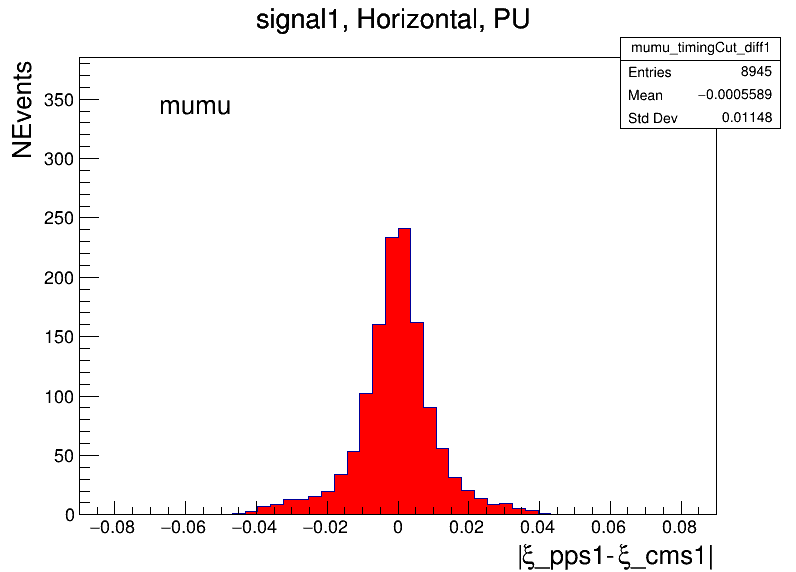 signal1, Horizontal, PU
mumu_timingCut_diff1
Entries 8945
Mean −0.0005589
Std Dev 0.01148
NEvents
mumu
350
300
250
200
150
100
50
0
−0.08 −0.06 −0.04 −0.02 0 0.02 0.04 0.06 0.08
|ξ_pps1-ξ_cms1|